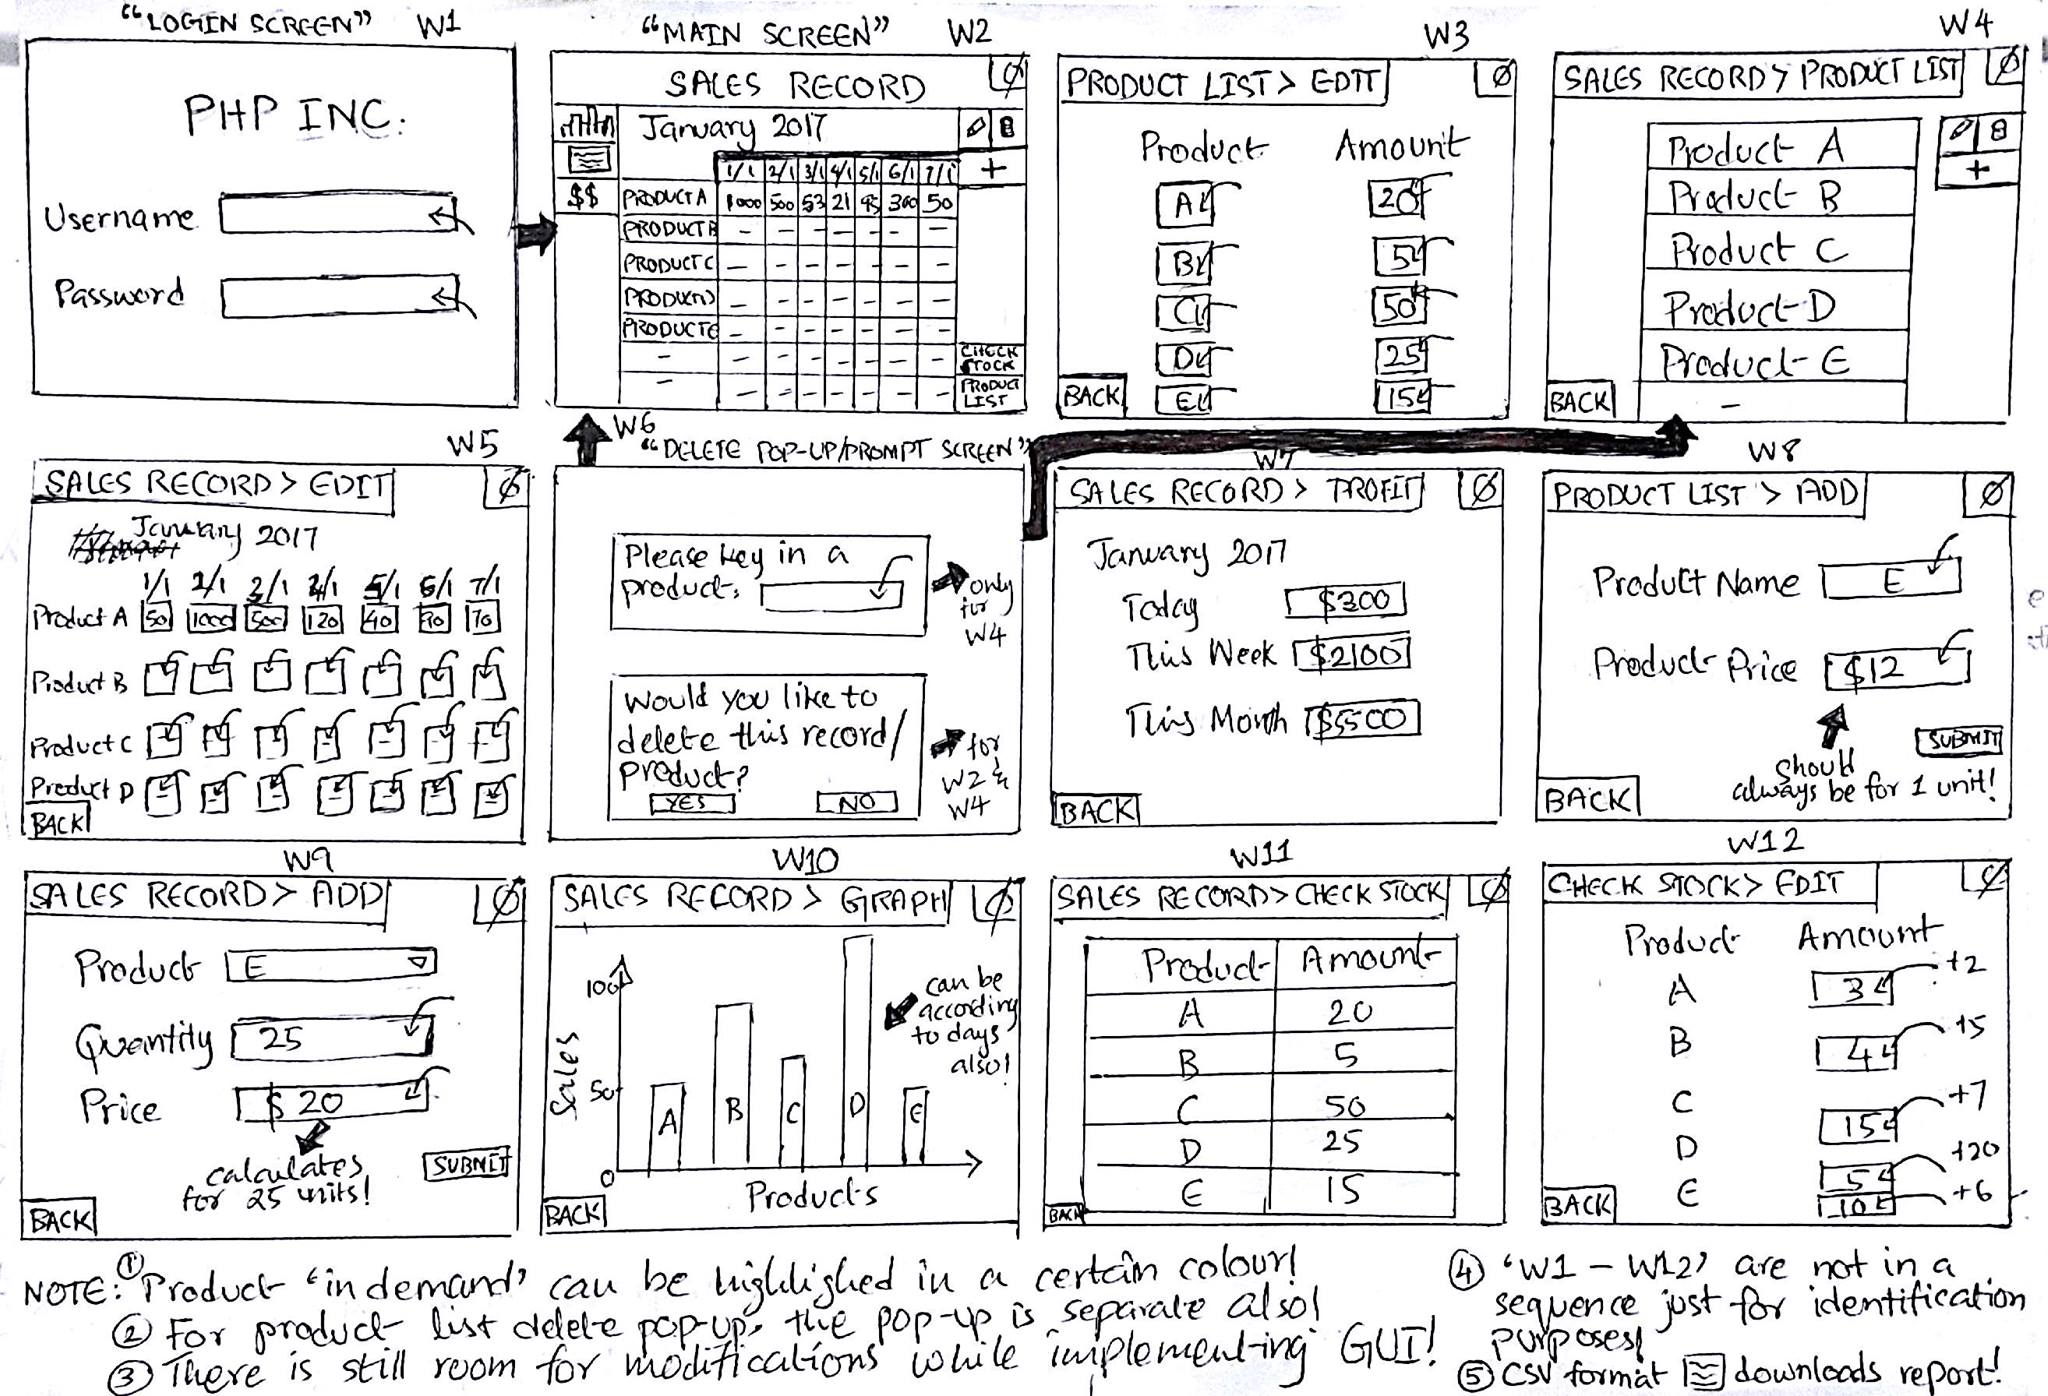 "LOGIN SCREEN" W1
PHP INC.
Username
Password
"MAIN SCREEN" W2
SALES RECORD
January 2017
1/1 2/1 3/1 4/1 5/1 6/1 7/1
+
$$
PRODUCT A 1000 500 53 21 95 300 50
PRODUCT B - - - - - - -
PRODUCT C - - - - - - -
PRODUCT D - - - - - - -
PRODUCT E - - - - - - -
- - - - - - - -
- - - - - - - -
CHECK
STOCK
PRODUCT
LIST
W3
PRODUCT LIST > EDIT
Product Amount
A 20
B 5
C 50
D 25
E 15
BACK
W4
SALES RECORD > PRODUCT LIST
+
Product A
Product B
Product C
Product D
Product E
-
BACK
W5
SALES RECORD > EDIT
January 2017
1/1 2/1 3/1 4/1 5/1 6/1 7/1
Product A 50 1000 500 120 40 90 70
Product B
Product C
Product D
BACK
W6
"DELETE POP-UP/PROMPT SCREEN"
Please key in a
product:
only
for
W4
Would you like to
delete this record/
product?
YES NO
for
W2 &
W4
W7
SALES RECORD > PROFIT
January 2017
Today $300
This Week $2100
This Month $5500
BACK
W8
PRODUCT LIST > ADD
Product Name E
Product Price $12
SUBMIT
should
always be for 1 unit!
BACK
W9
SALES RECORD > ADD
Product E
Quantity 25
Price $20
calculates
for 25 units!
SUBMIT
BACK
W10
SALES RECORD > GRAPH
Sales
100
50
0
A B C D E
Products
can be
according
to days
also!
BACK
W11
SALES RECORD > CHECK STOCK
Product Amount
A 20
B 5
C 50
D 25
E 15
BACK
W12
CHECK STOCK > EDIT
Product Amount
A 3 +2
B 4 +5
C 15 +7
D 5 +20
E 10 +6
BACK
NOTE: ① Product 'in demand' can be highlighed in a certain colour!
② For product list delete pop-up, the pop-up is separate also!
③ There is still room for modifications while implementing GUI!
④ 'W1 - W12' are not in a
sequence just for identification
purposes!
⑤ CSV format downloads report!